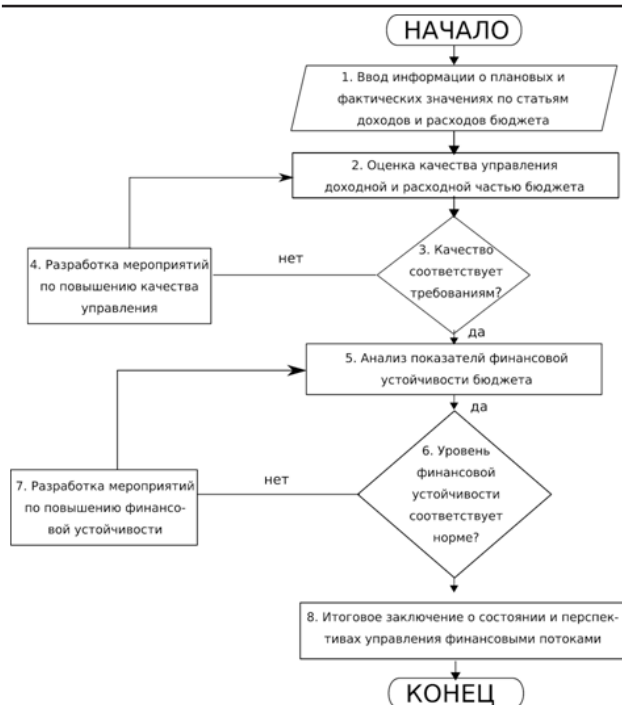 НАЧАЛО
1. Ввод информации о плановых и
фактических значениях по статьям
доходов и расходов бюджета
2. Оценка качества управления
доходной и расходной частью бюджета
3. Качество
соответствует
требованиям?
нет
4. Разработка мероприятий
по повышению качества
управления
да
5. Анализ показателй финансовой
устойчивости бюджета
да
6. Уровень
финансовой
устойчивости
соответствует
норме?
нет
7. Разработка мероприятий
по повышению финансо-
вой устойчивости
8. Итоговое заключение о состоянии и перспек-
тивах управления финансовыми потоками
КОНЕЦ